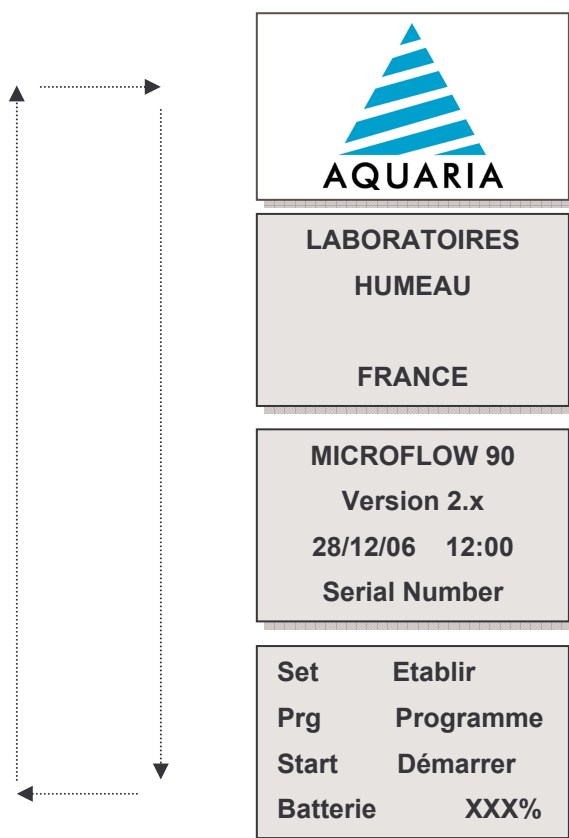 AQUARIA
LABORATOIRES
HUMEAU
FRANCE
MICROFLOW 90
Version 2.x
28/12/06 12:00
Serial Number
Set Etablir
Prg Programme
Start Démarrer
Batterie XXX%